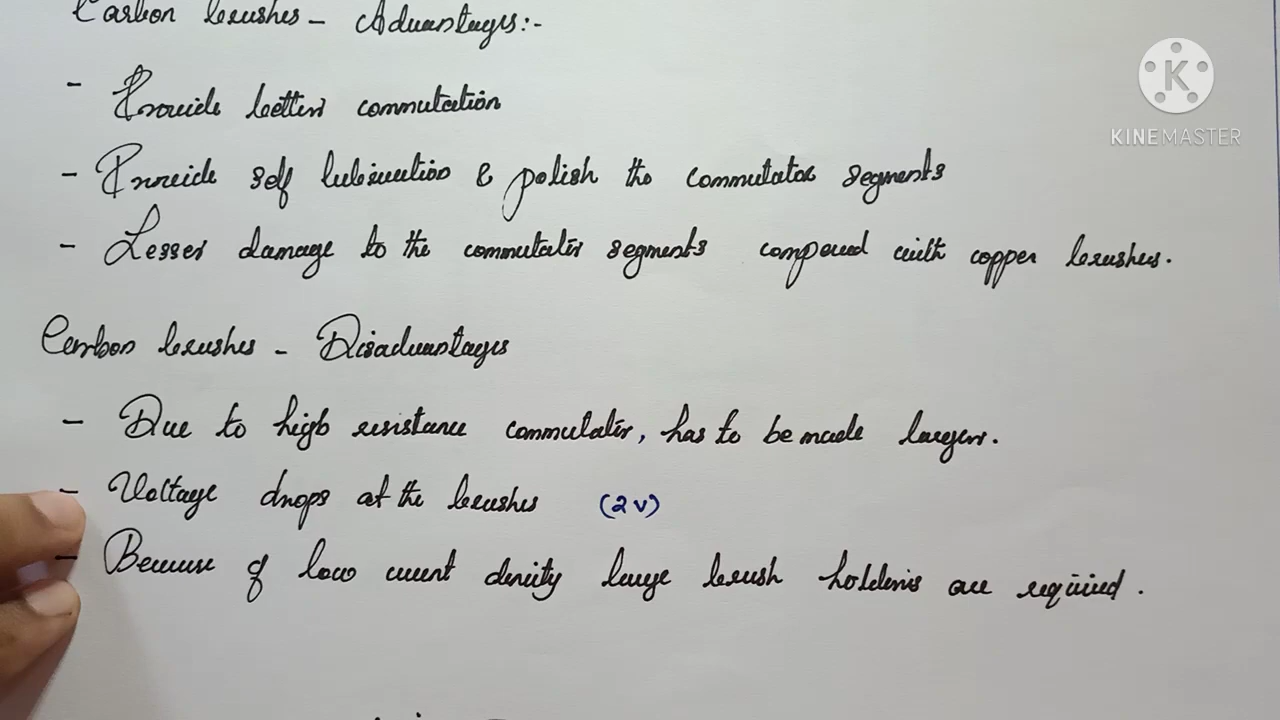 Carbon brushes - Advantages:-
- Provide better commutation
- Provide self lubrication & polish the commutator segments
- Lesser damage to the commutator segments compared with copper brushes.
Carbon brushes - Disadvantages
- Due to high resistance commutator, has to be made larger.
- Voltage drops at the brushes (2v)
- Because of low current density large brush holders are required.
K
KINEMASTER